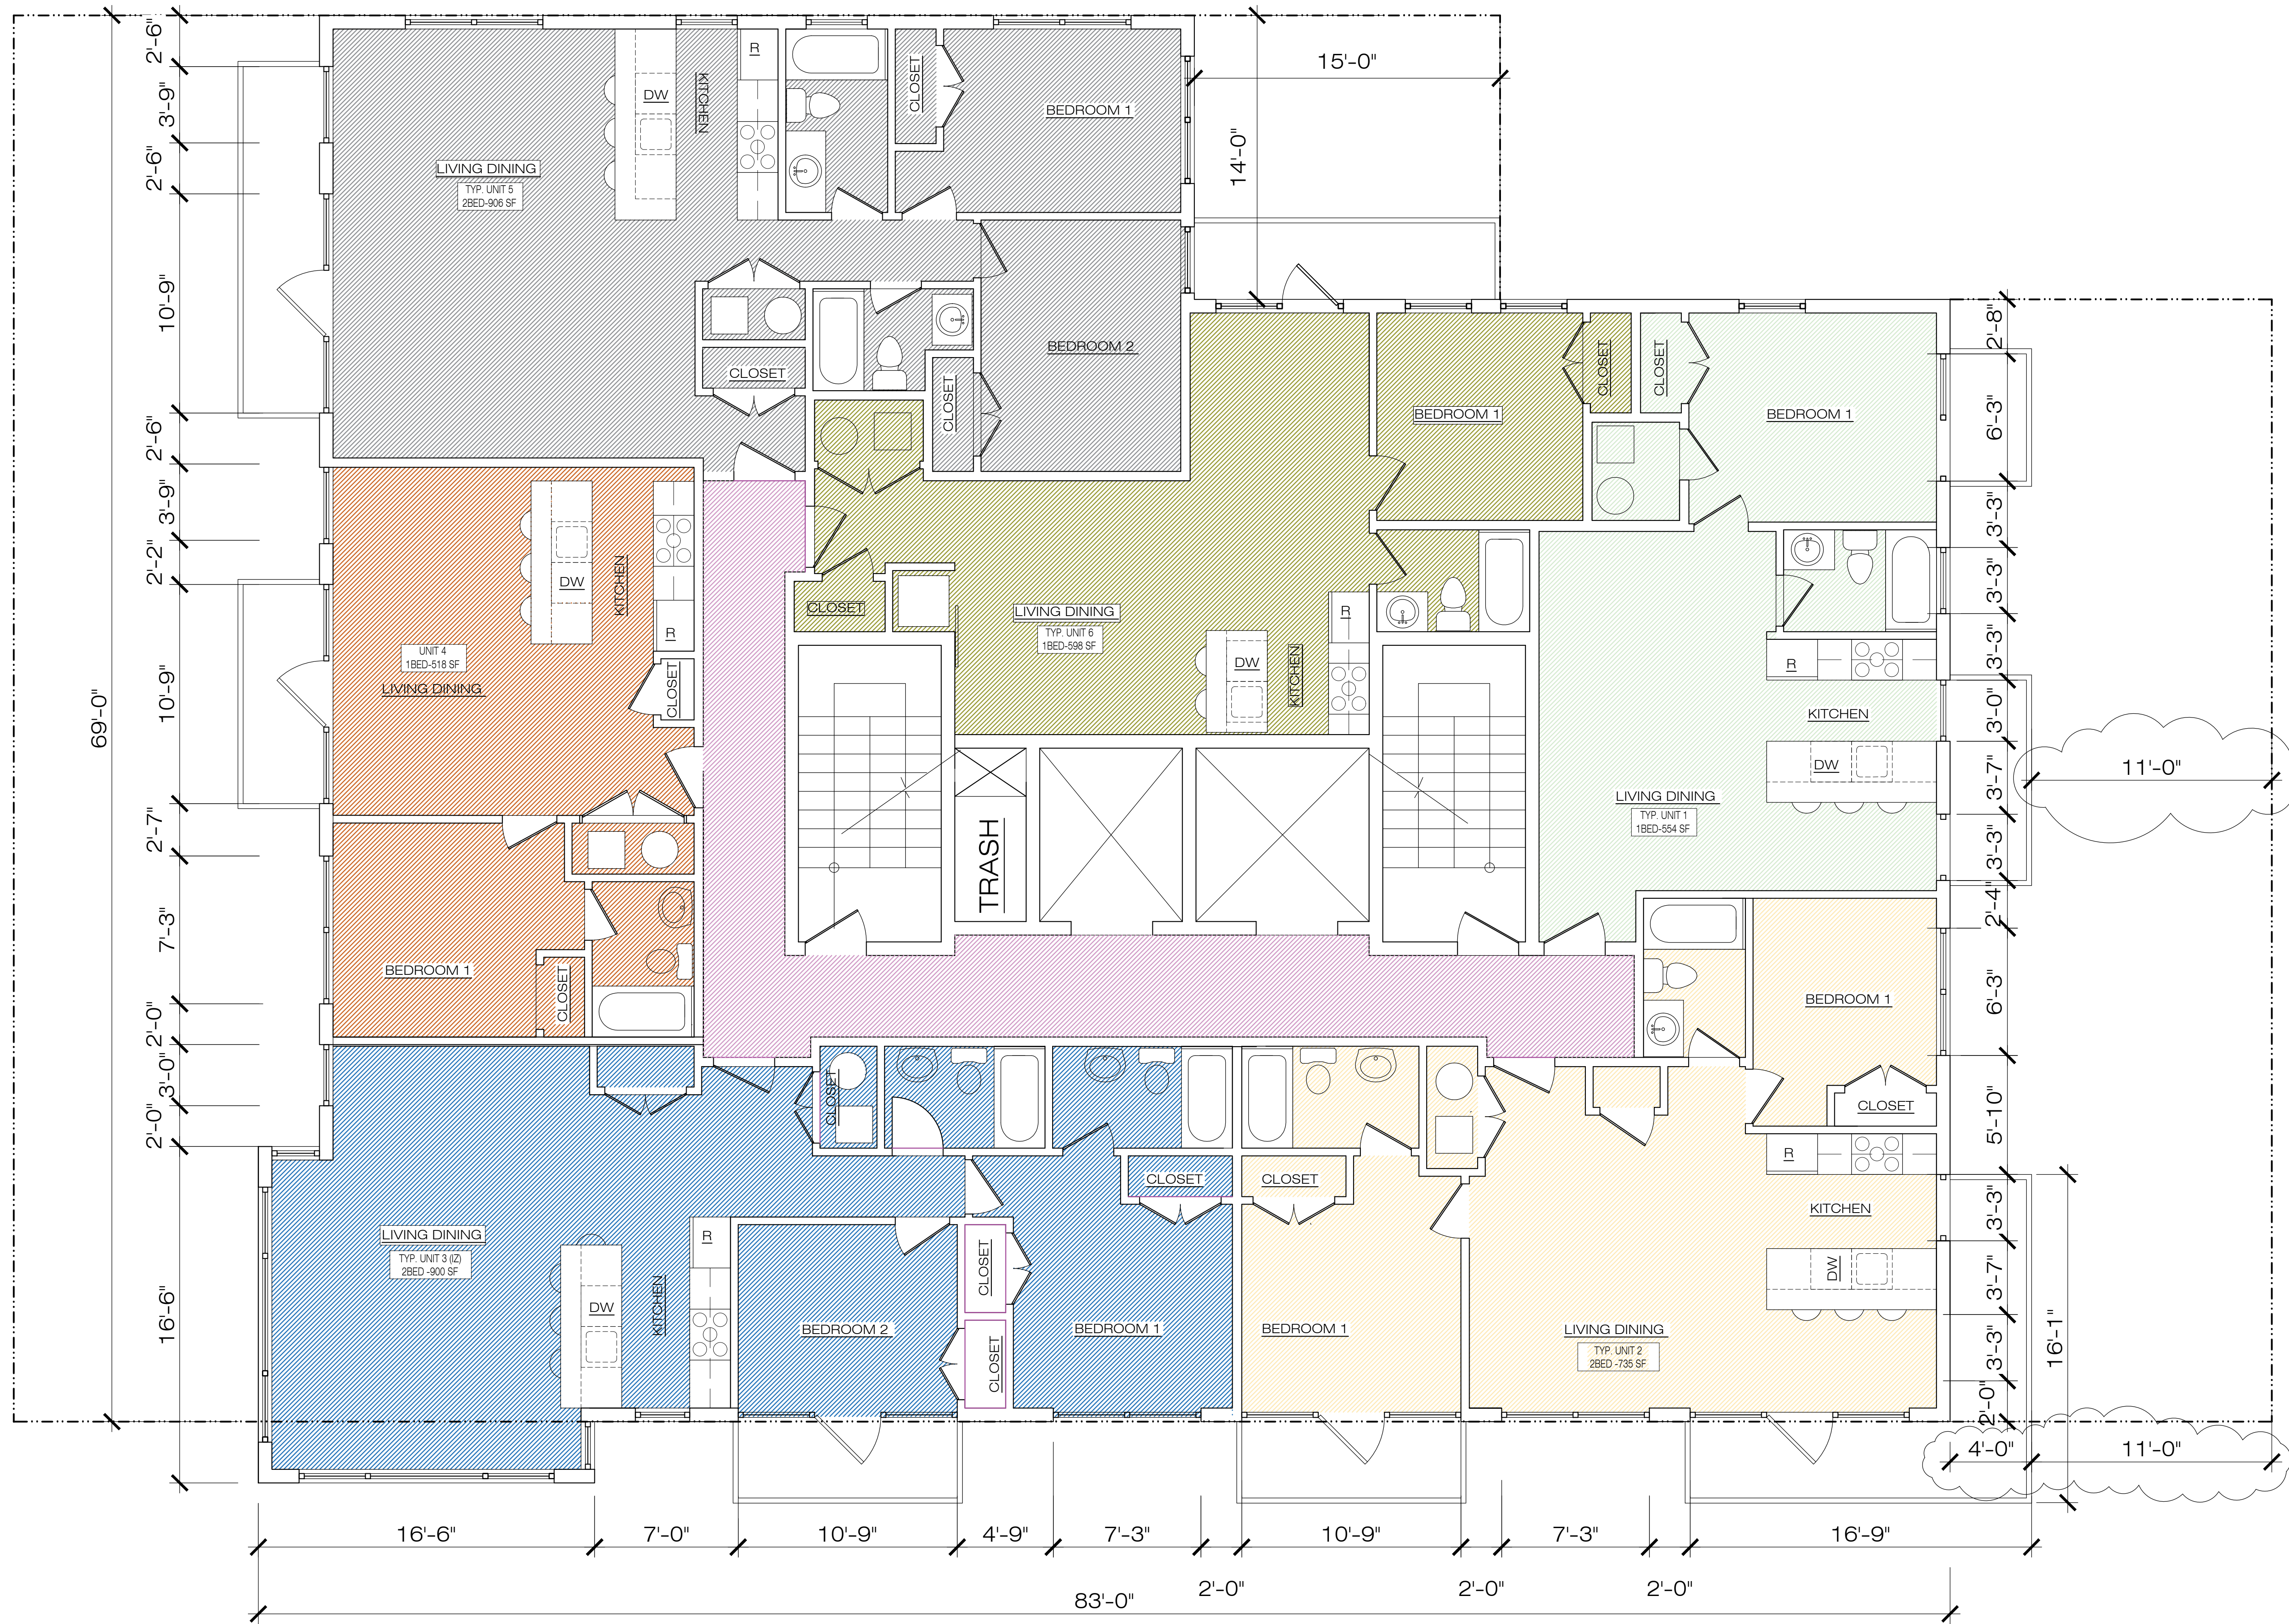 2'-6"
3'-9"
2'-6"
10'-9"
2'-6"
3'-9"
2'-2"
10'-9"
2'-7"
7'-3"
2'-0"
3'-0"
2'-0"
16'-6"
69'-0"
15'-0"
14'-0"
R
DW
KITCHEN
CLOSET
BEDROOM 1
LIVING DINING
TYP. UNIT 5
2BED-906 SF
BEDROOM 2
CLOSET
CLOSET
DW
KITCHEN
R
UNIT 4
1BED-518 SF
LIVING DINING
CLOSET
BEDROOM 1
CLOSET
BEDROOM 1
CLOSET
CLOSET
LIVING DINING
TYP. UNIT 6
1BED-598 SF
R
DW
KITCHEN
CLOSET
BEDROOM 1
R
KITCHEN
DW
LIVING DINING
TYP. UNIT 1
1BED-554 SF
TRASH
BEDROOM 1
CLOSET
R
KITCHEN
DW
LIVING DINING
TYP. UNIT 2
2BED -735 SF
CLOSET
BEDROOM 1
CLOSET
CLOSET
LIVING DINING
TYP. UNIT 3 (IZ)
2BED -900 SF
R
DW
KITCHEN
BEDROOM 2
CLOSET
CLOSET
BEDROOM 1
2'-8"
6'-3"
3'-3"
3'-3"
3'-3"
3'-0"
3'-7"
3'-3"
2'-4"
6'-3"
5'-10"
3'-3"
3'-7"
3'-3"
2'-0"
16'-1"
11'-0"
4'-0"
11'-0"
16'-6"
7'-0"
10'-9"
4'-9"
7'-3"
10'-9"
7'-3"
16'-9"
2'-0"
2'-0"
2'-0"
83'-0"